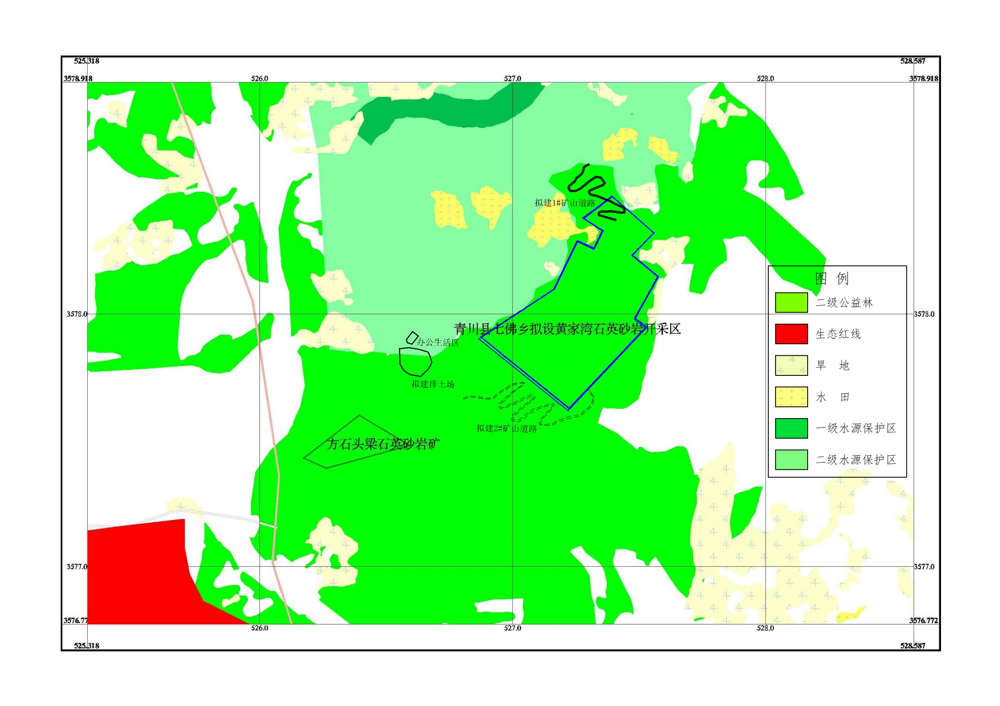 525.318
528.587
3578.918
526.0
527.0
528.0
3578.918
拟建1#矿山道路
图 例
二级公益林
3578.0
3578.0
青川县七佛乡拟设黄家湾石英砂岩开采区
生态红线
办公生活区
旱 地
拟建排土场
水 田
拟建2#矿山道路
一级水源保护区
方石头梁石英砂岩矿
二级水源保护区
3577.0
3577.0
3576.77
3576.772
526.0
527.0
528.0
525.318
528.587